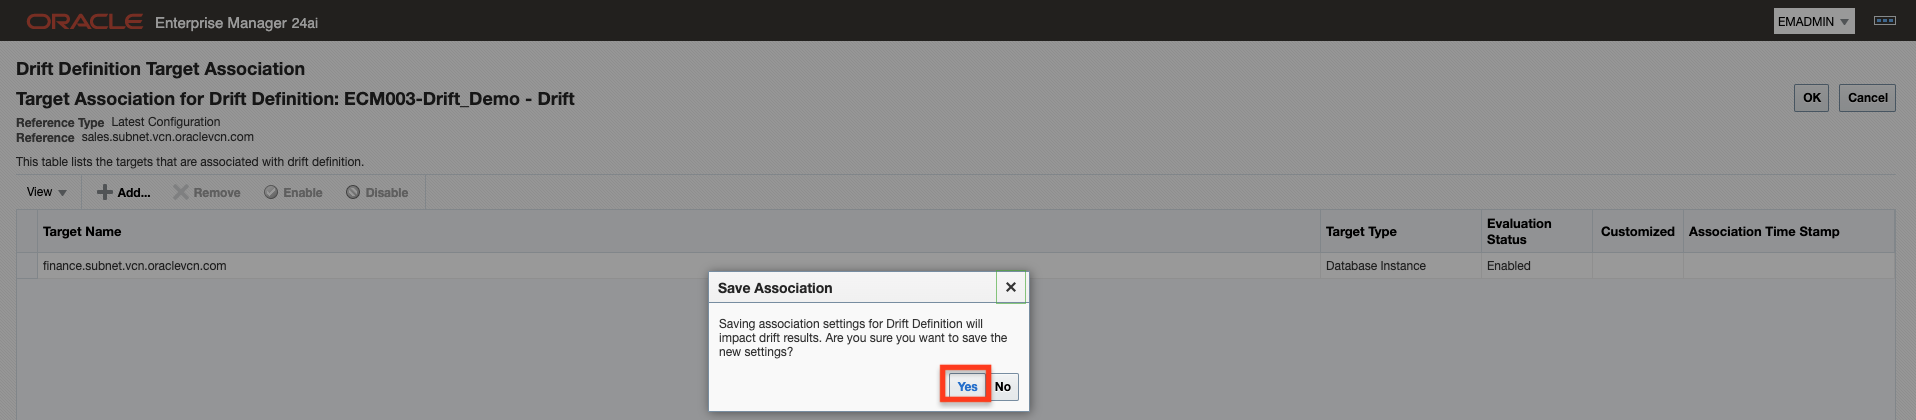 ORACLE Enterprise Manager 24ai EMADMIN
Drift Definition Target Association
Target Association for Drift Definition: ECM003-Drift_Demo - Drift OK Cancel
Reference Type Latest Configuration
Reference sales.subnet.vcn.oraclevcn.com
This table lists the targets that are associated with drift definition.
View Add... Remove Enable Disable
Target Name Target Type Evaluation Status Customized Association Time Stamp
finance.subnet.vcn.oraclevcn.com Database Instance Enabled
Save Association
Saving association settings for Drift Definition will
impact drift results. Are you sure you want to save the
new settings?
Yes No